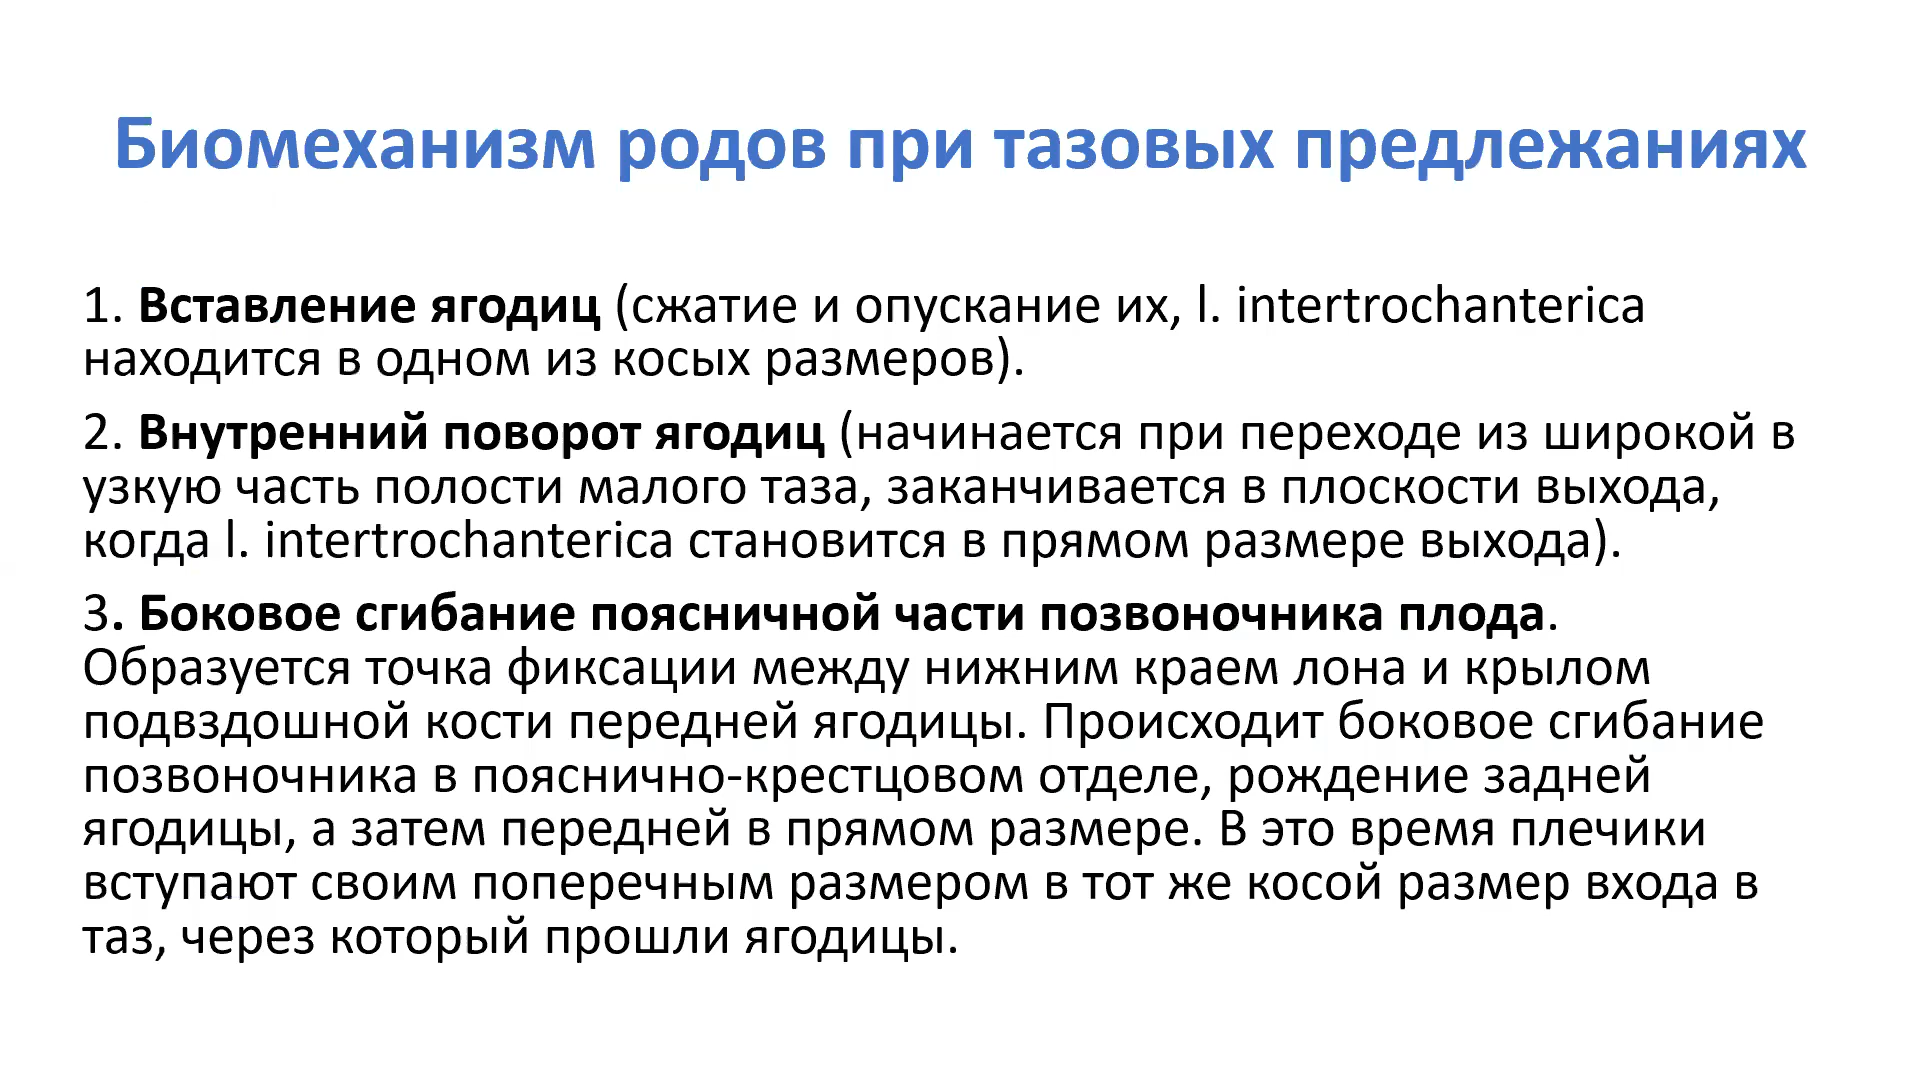 Биомеханизм родов при тазовых предлежаниях
1. Вставление ягодиц (сжатие и опускание их, l. intertrochanterica
находится в одном из косых размеров).
2. Внутренний поворот ягодиц (начинается при переходе из широкой в
узкую часть полости малого таза, заканчивается в плоскости выхода,
когда l. intertrochanterica становится в прямом размере выхода).
3. Боковое сгибание поясничной части позвоночника плода.
Образуется точка фиксации между нижним краем лона и крылом
подвздошной кости передней ягодицы. Происходит боковое сгибание
позвоночника в пояснично-крестцовом отделе, рождение задней
ягодицы, а затем передней в прямом размере. В это время плечики
вступают своим поперечным размером в тот же косой размер входа в
таз, через который прошли ягодицы.